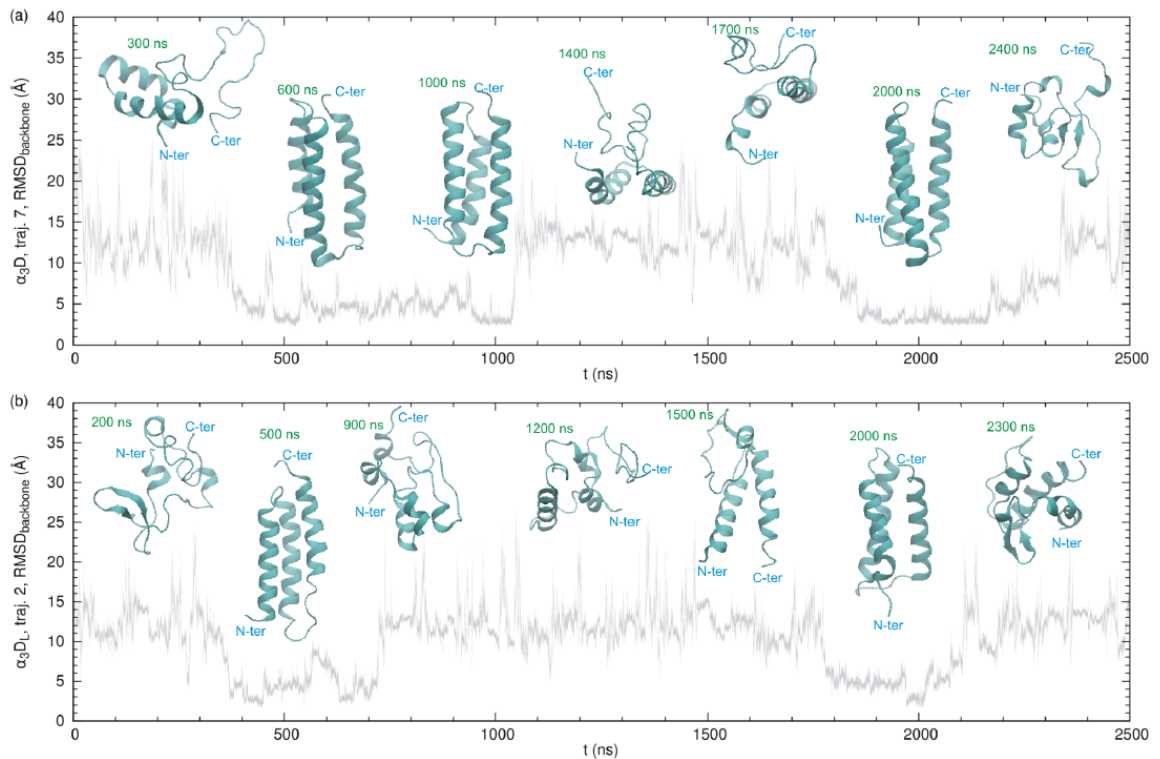 (a)
α₃D, traj. 7, RMSD_backbone (Å)
40
35
30
25
20
15
10
5
0
300 ns
N-ter
C-ter
600 ns
C-ter
N-ter
1000 ns
C-ter
N-ter
1400 ns
C-ter
N-ter
1700 ns
C-ter
N-ter
2000 ns
C-ter
N-ter
2400 ns
C-ter
N-ter
0 500 1000 1500 2000 2500
t (ns)
(b)
α₃D_L, traj. 2, RMSD_backbone (Å)
40
35
30
25
20
15
10
5
0
200 ns
C-ter
N-ter
500 ns
C-ter
N-ter
900 ns
C-ter
N-ter
1200 ns
C-ter
N-ter
1500 ns
N-ter
C-ter
2000 ns
C-ter
N-ter
2300 ns
C-ter
N-ter
0 500 1000 1500 2000 2500
t (ns)